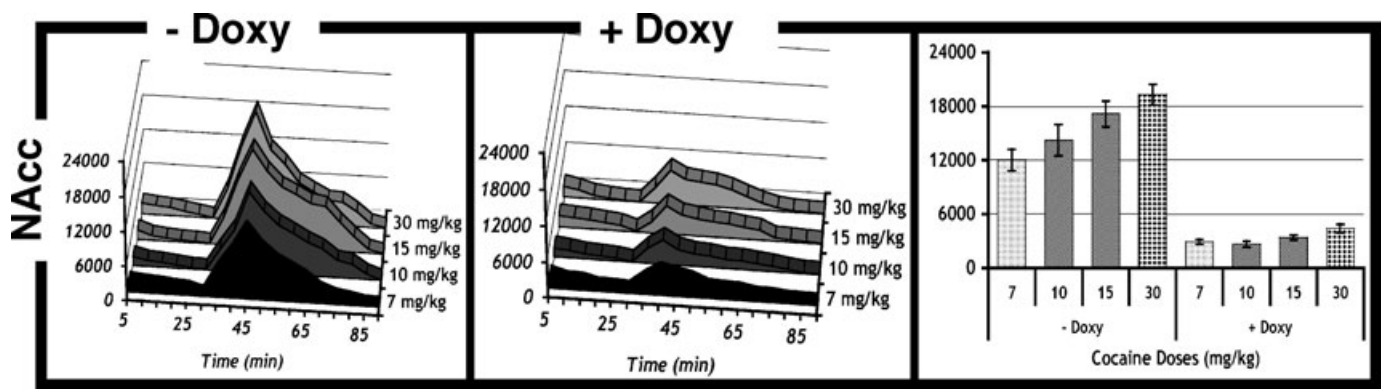 - Doxy
+ Doxy
NAcc
24000
18000
12000
6000
0
5 25 45 65 85
Time (min)
30 mg/kg
15 mg/kg
10 mg/kg
7 mg/kg
24000
18000
12000
6000
0
5 25 45 65 85
Time (min)
30 mg/kg
15 mg/kg
10 mg/kg
7 mg/kg
24000
18000
12000
6000
0
7 10 15 30 7 10 15 30
- Doxy + Doxy
Cocaine Doses (mg/kg)